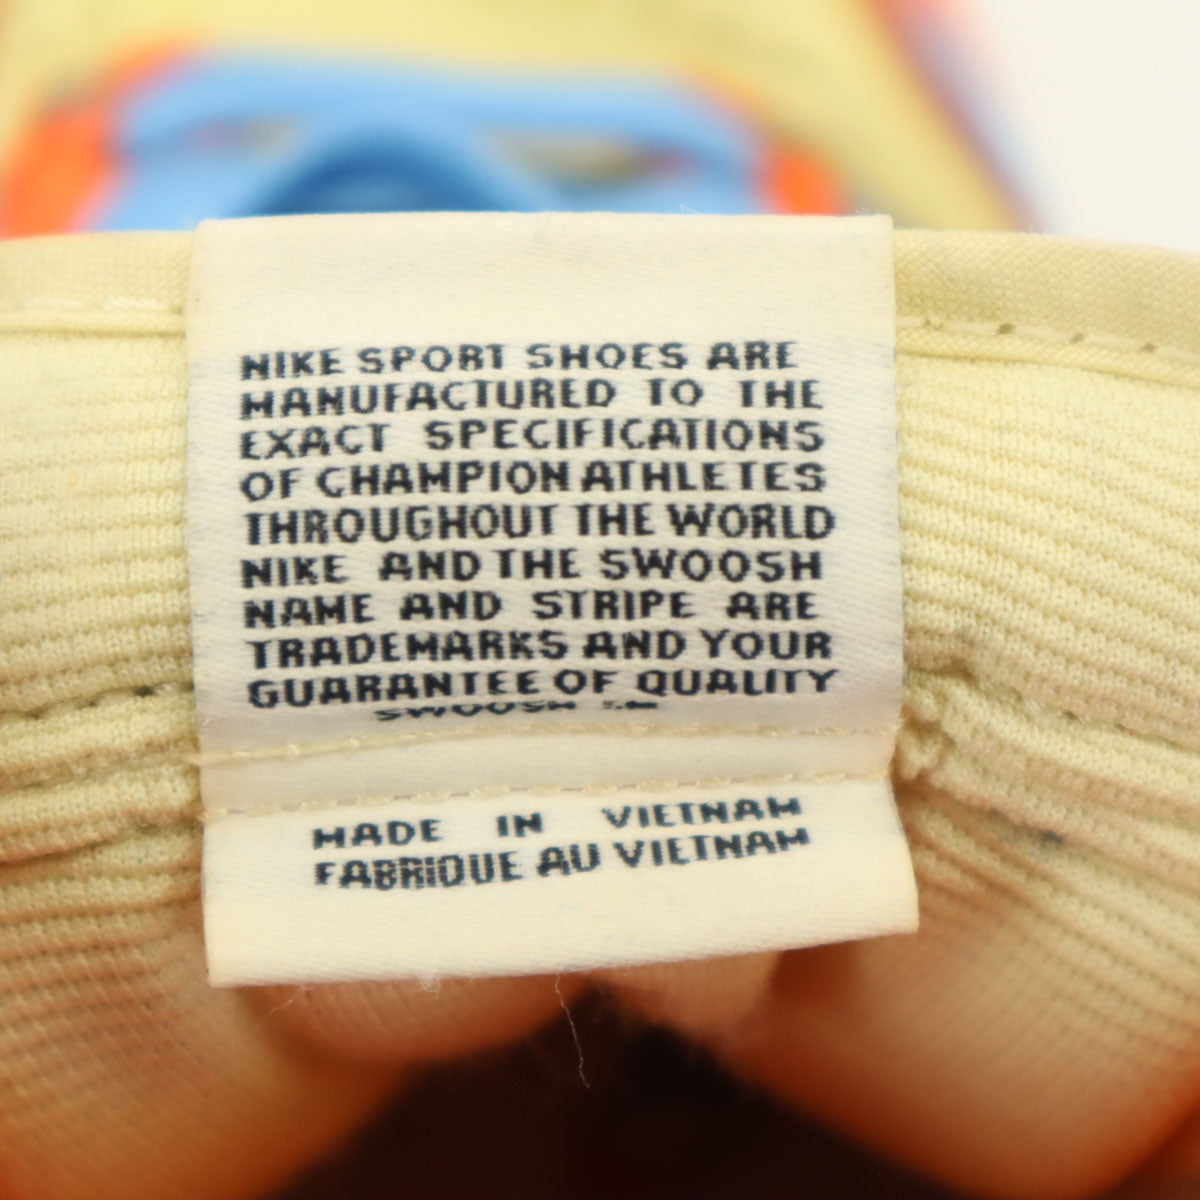 NIKE SPORT SHOES ARE
MANUFACTURED TO THE
EXACT SPECIFICATIONS
OF CHAMPION ATHLETES
THROUGHOUT THE WORLD
NIKE AND THE SWOOSH
NAME AND STRIPE ARE
TRADEMARKS AND YOUR
GUARANTEE OF QUALITY
SWOOSH
MADE IN VIETNAM
FABRIQUE AU VIETNAM